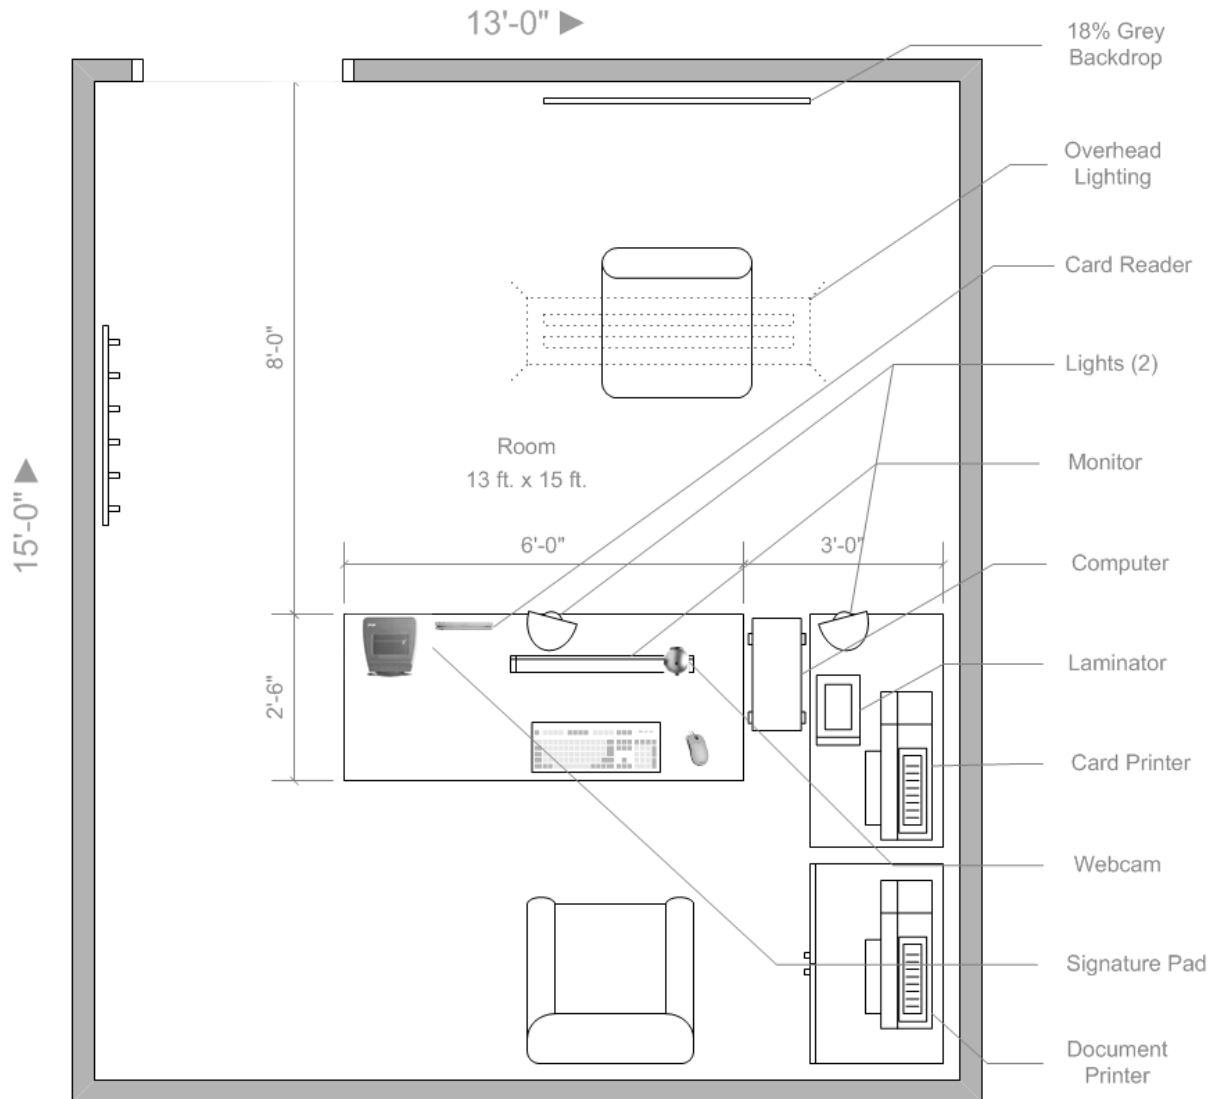 13'-0"
18% Grey
Backdrop
Overhead
Lighting
Card Reader
8'-0"
Lights (2)
Room
13 ft. x 15 ft.
Monitor
15'-0"
6'-0"
3'-0"
Computer
Laminator
2'-6"
Card Printer
Webcam
Signature Pad
Document
Printer